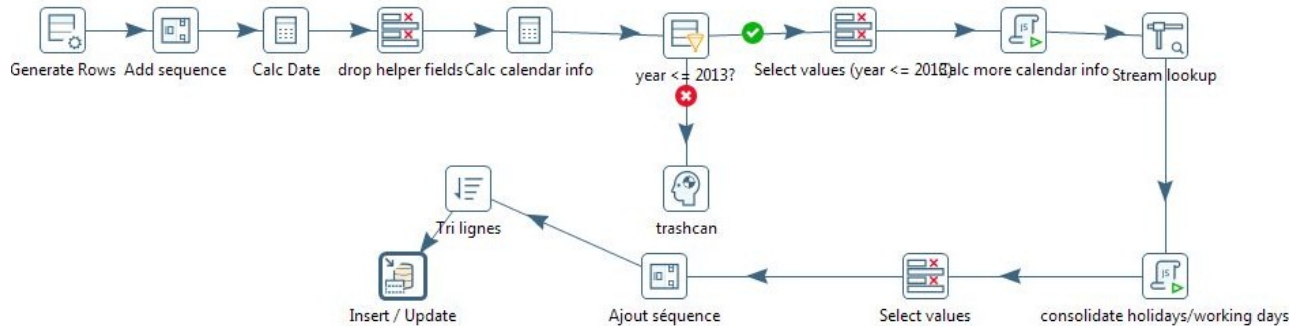 Generate Rows
Add sequence
Calc Date
drop helper fields
Calc calendar info
year <= 2013?
Select values (year <= 2013)
Calc more calendar info
Stream lookup
Tri lignes
trashcan
Insert / Update
Ajout séquence
Select values
consolidate holidays/working days